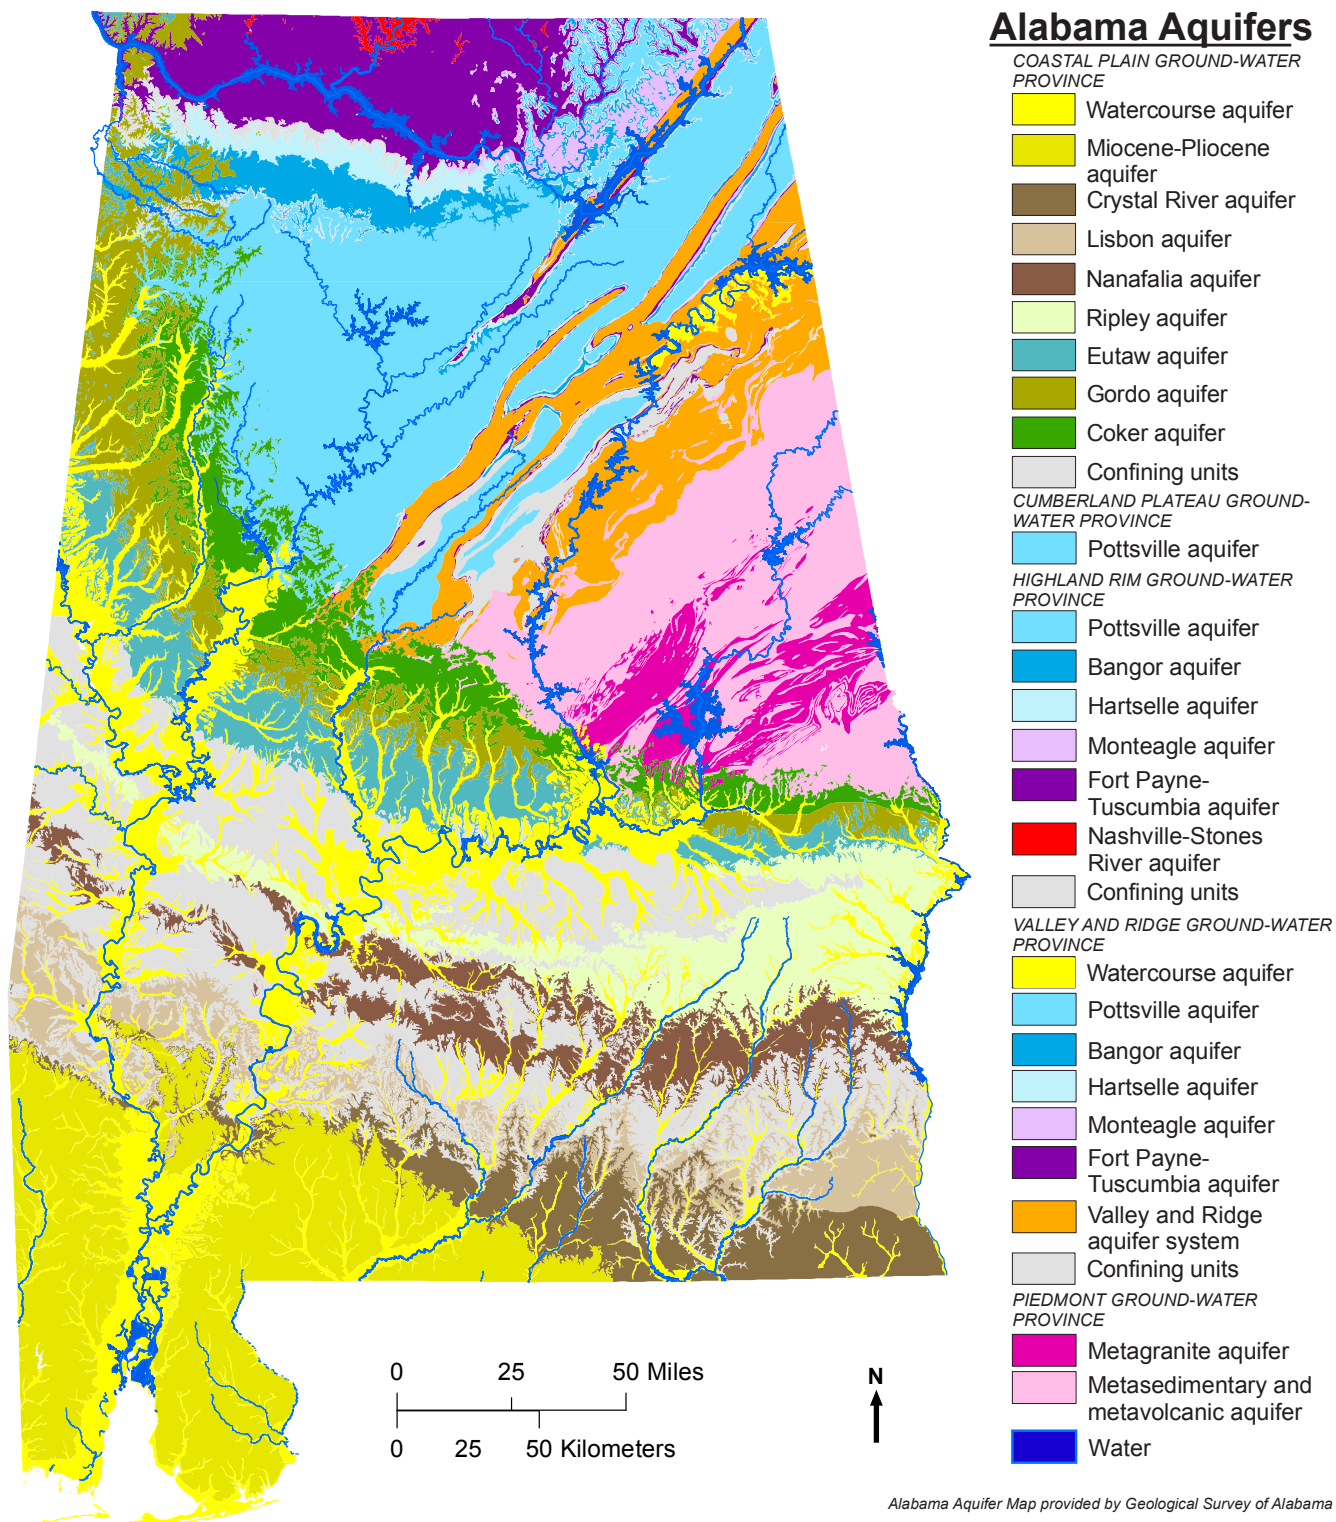 Alabama Aquifers
COASTAL PLAIN GROUND-WATER
PROVINCE
Watercourse aquifer
Miocene-Pliocene
aquifer
Crystal River aquifer
Lisbon aquifer
Nanafalia aquifer
Ripley aquifer
Eutaw aquifer
Gordo aquifer
Coker aquifer
Confining units
CUMBERLAND PLATEAU GROUND-
WATER PROVINCE
Pottsville aquifer
HIGHLAND RIM GROUND-WATER
PROVINCE
Pottsville aquifer
Bangor aquifer
Hartselle aquifer
Monteagle aquifer
Fort Payne-
Tuscumbia aquifer
Nashville-Stones
River aquifer
Confining units
VALLEY AND RIDGE GROUND-WATER
PROVINCE
Watercourse aquifer
Pottsville aquifer
Bangor aquifer
Hartselle aquifer
Monteagle aquifer
Fort Payne-
Tuscumbia aquifer
Valley and Ridge
aquifer system
Confining units
PIEDMONT GROUND-WATER
PROVINCE
Metagranite aquifer
Metasedimentary and
metavolcanic aquifer
Water
0 25 50 Miles
0 25 50 Kilometers
N
Alabama Aquifer Map provided by Geological Survey of Alabama